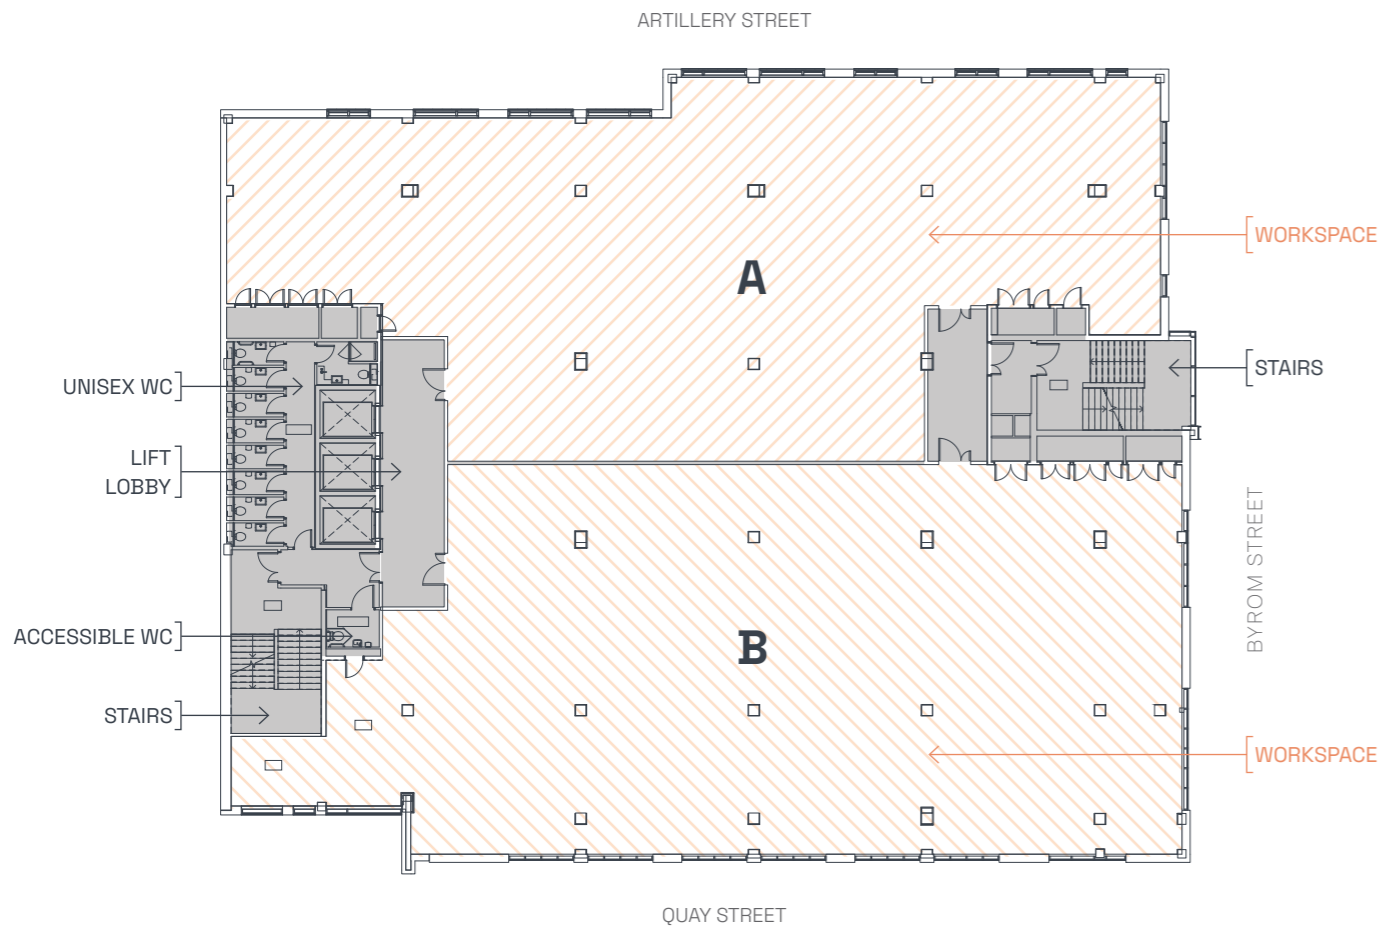 ARTILLERY STREET
WORKSPACE
A
STAIRS
UNISEX WC
LIFT
LOBBY
BYROM STREET
ACCESSIBLE WC
B
STAIRS
WORKSPACE
QUAY STREET